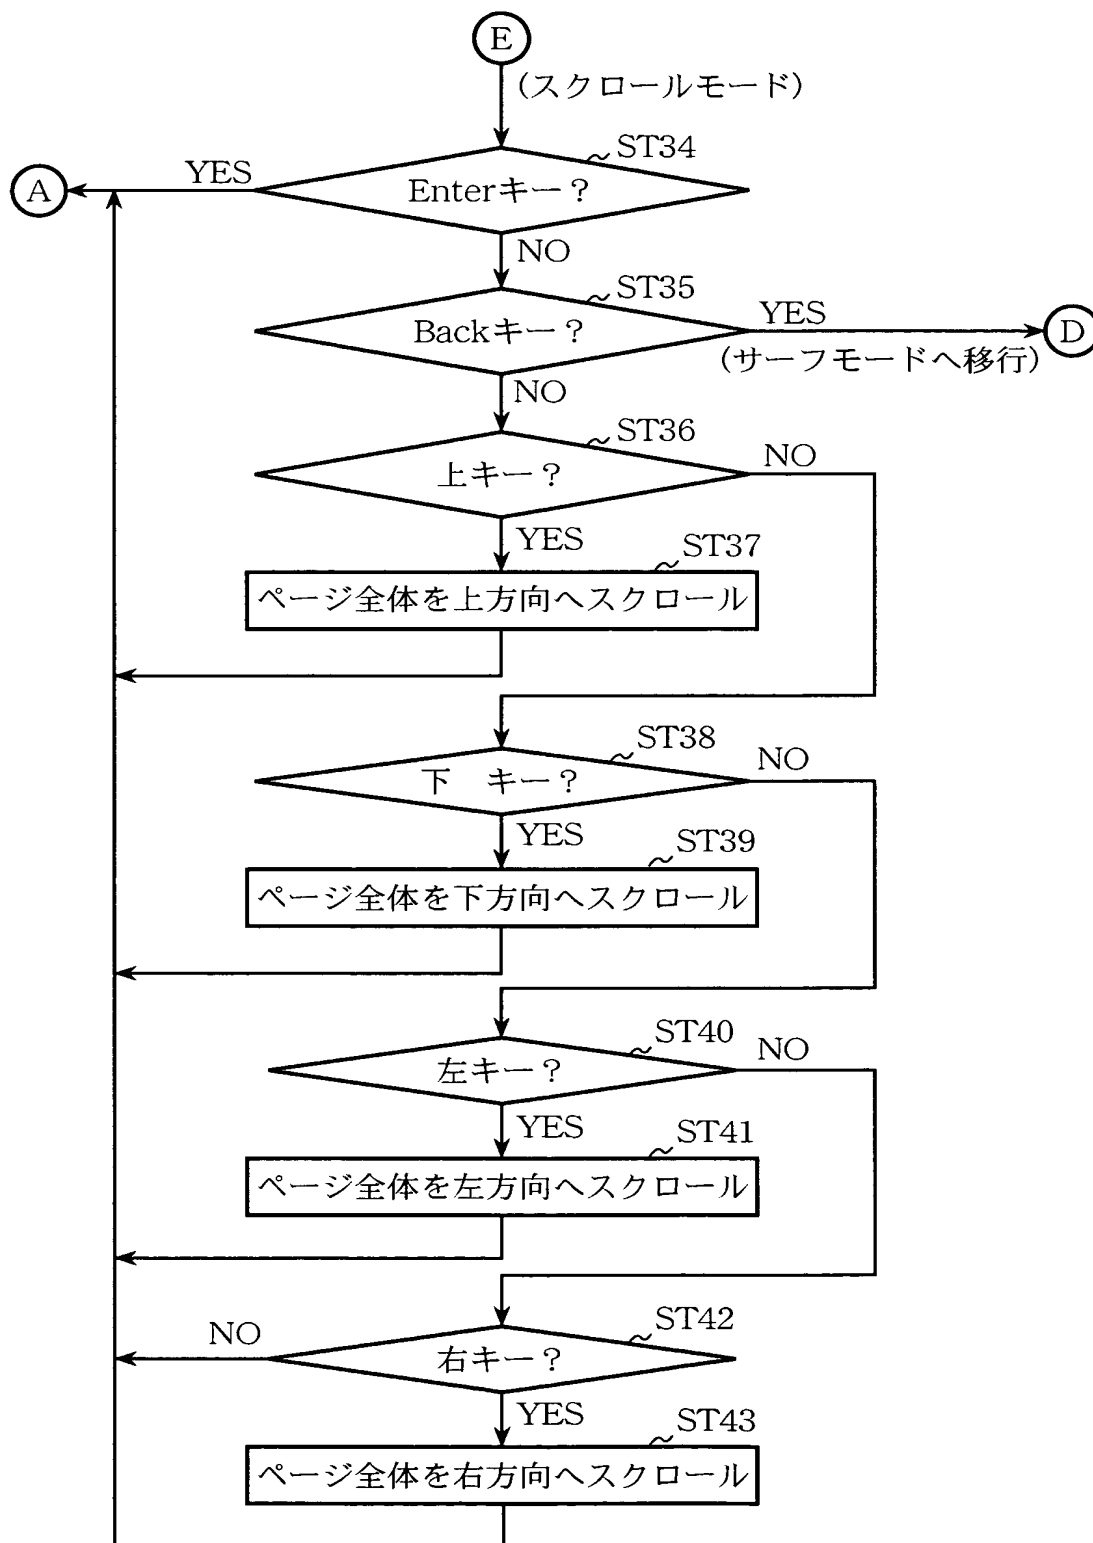 E
(スクロールモード)
ST34
A
YES
Enterキー?
NO
ST35
Backキー?
YES
D
(サーフモードへ移行)
NO
ST36
上キー?
NO
YES
ST37
ページ全体を上方向へスクロール
ST38
下 キー?
NO
YES
ST39
ページ全体を下方向へスクロール
ST40
左キー?
NO
YES
ST41
ページ全体を左方向へスクロール
ST42
NO
右キー?
YES
ST43
ページ全体を右方向へスクロール